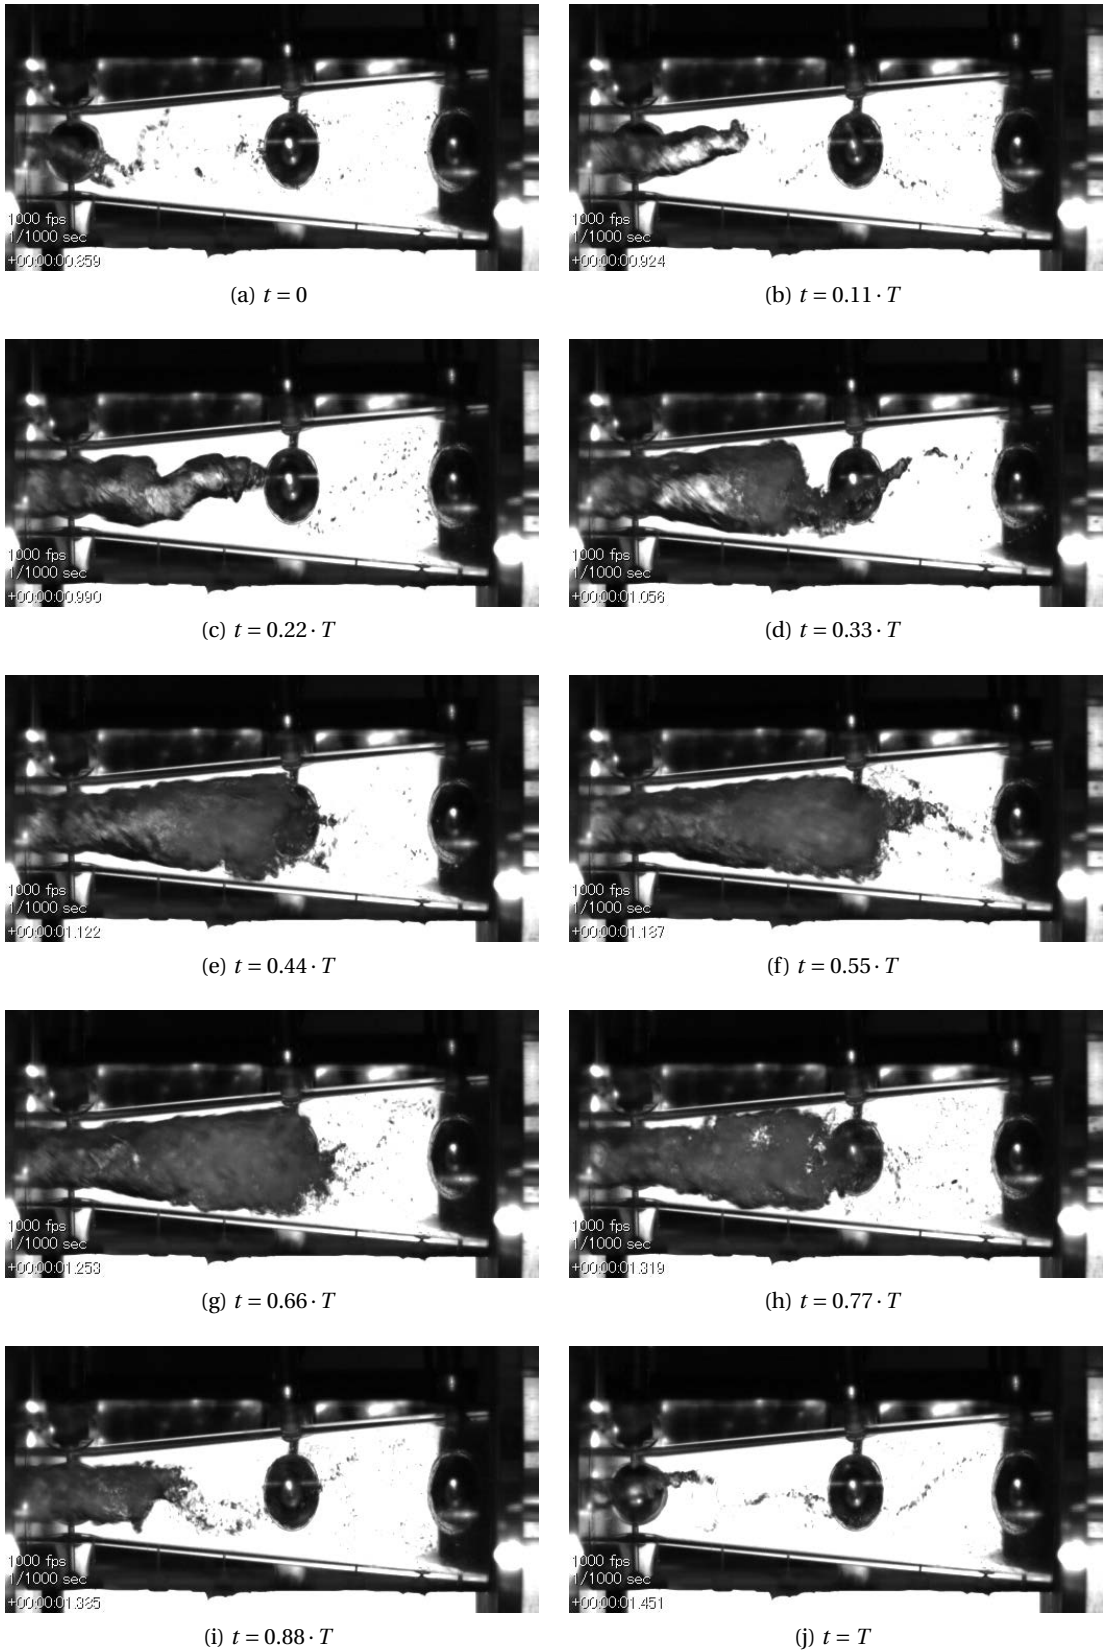 1000 fps
1/1000 sec
+00:00:00.859
1000 fps
1/1000 sec
+00:00:00.924
(a) t = 0
(b) t = 0.11 · T
1000 fps
1/1000 sec
+00:00:00.990
1000 fps
1/1000 sec
+00:00:01.056
(c) t = 0.22 · T
(d) t = 0.33 · T
1000 fps
1/1000 sec
+00:00:01.122
1000 fps
1/1000 sec
+00:00:01.187
(e) t = 0.44 · T
(f) t = 0.55 · T
1000 fps
1/1000 sec
+00:00:01.253
1000 fps
1/1000 sec
+00:00:01.319
(g) t = 0.66 · T
(h) t = 0.77 · T
1000 fps
1/1000 sec
+00:00:01.385
1000 fps
1/1000 sec
+00:00:01.451
(i) t = 0.88 · T
(j) t = T